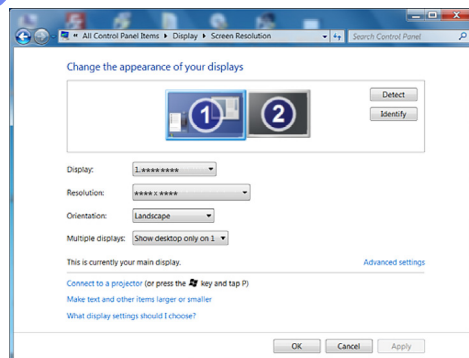 « All Control Panel Items ▸ Display ▸ Screen Resolution Search Control Panel
Change the appearance of your displays
1 2
Detect
Identify
Display: 1.********
Resolution: ****x****
Orientation: Landscape
Multiple displays: Show desktop only on 1
This is currently your main display. Advanced settings
Connect to a projector (or press the key and tap P)
Make text and other items larger or smaller
What display settings should I choose?
OK Cancel Apply